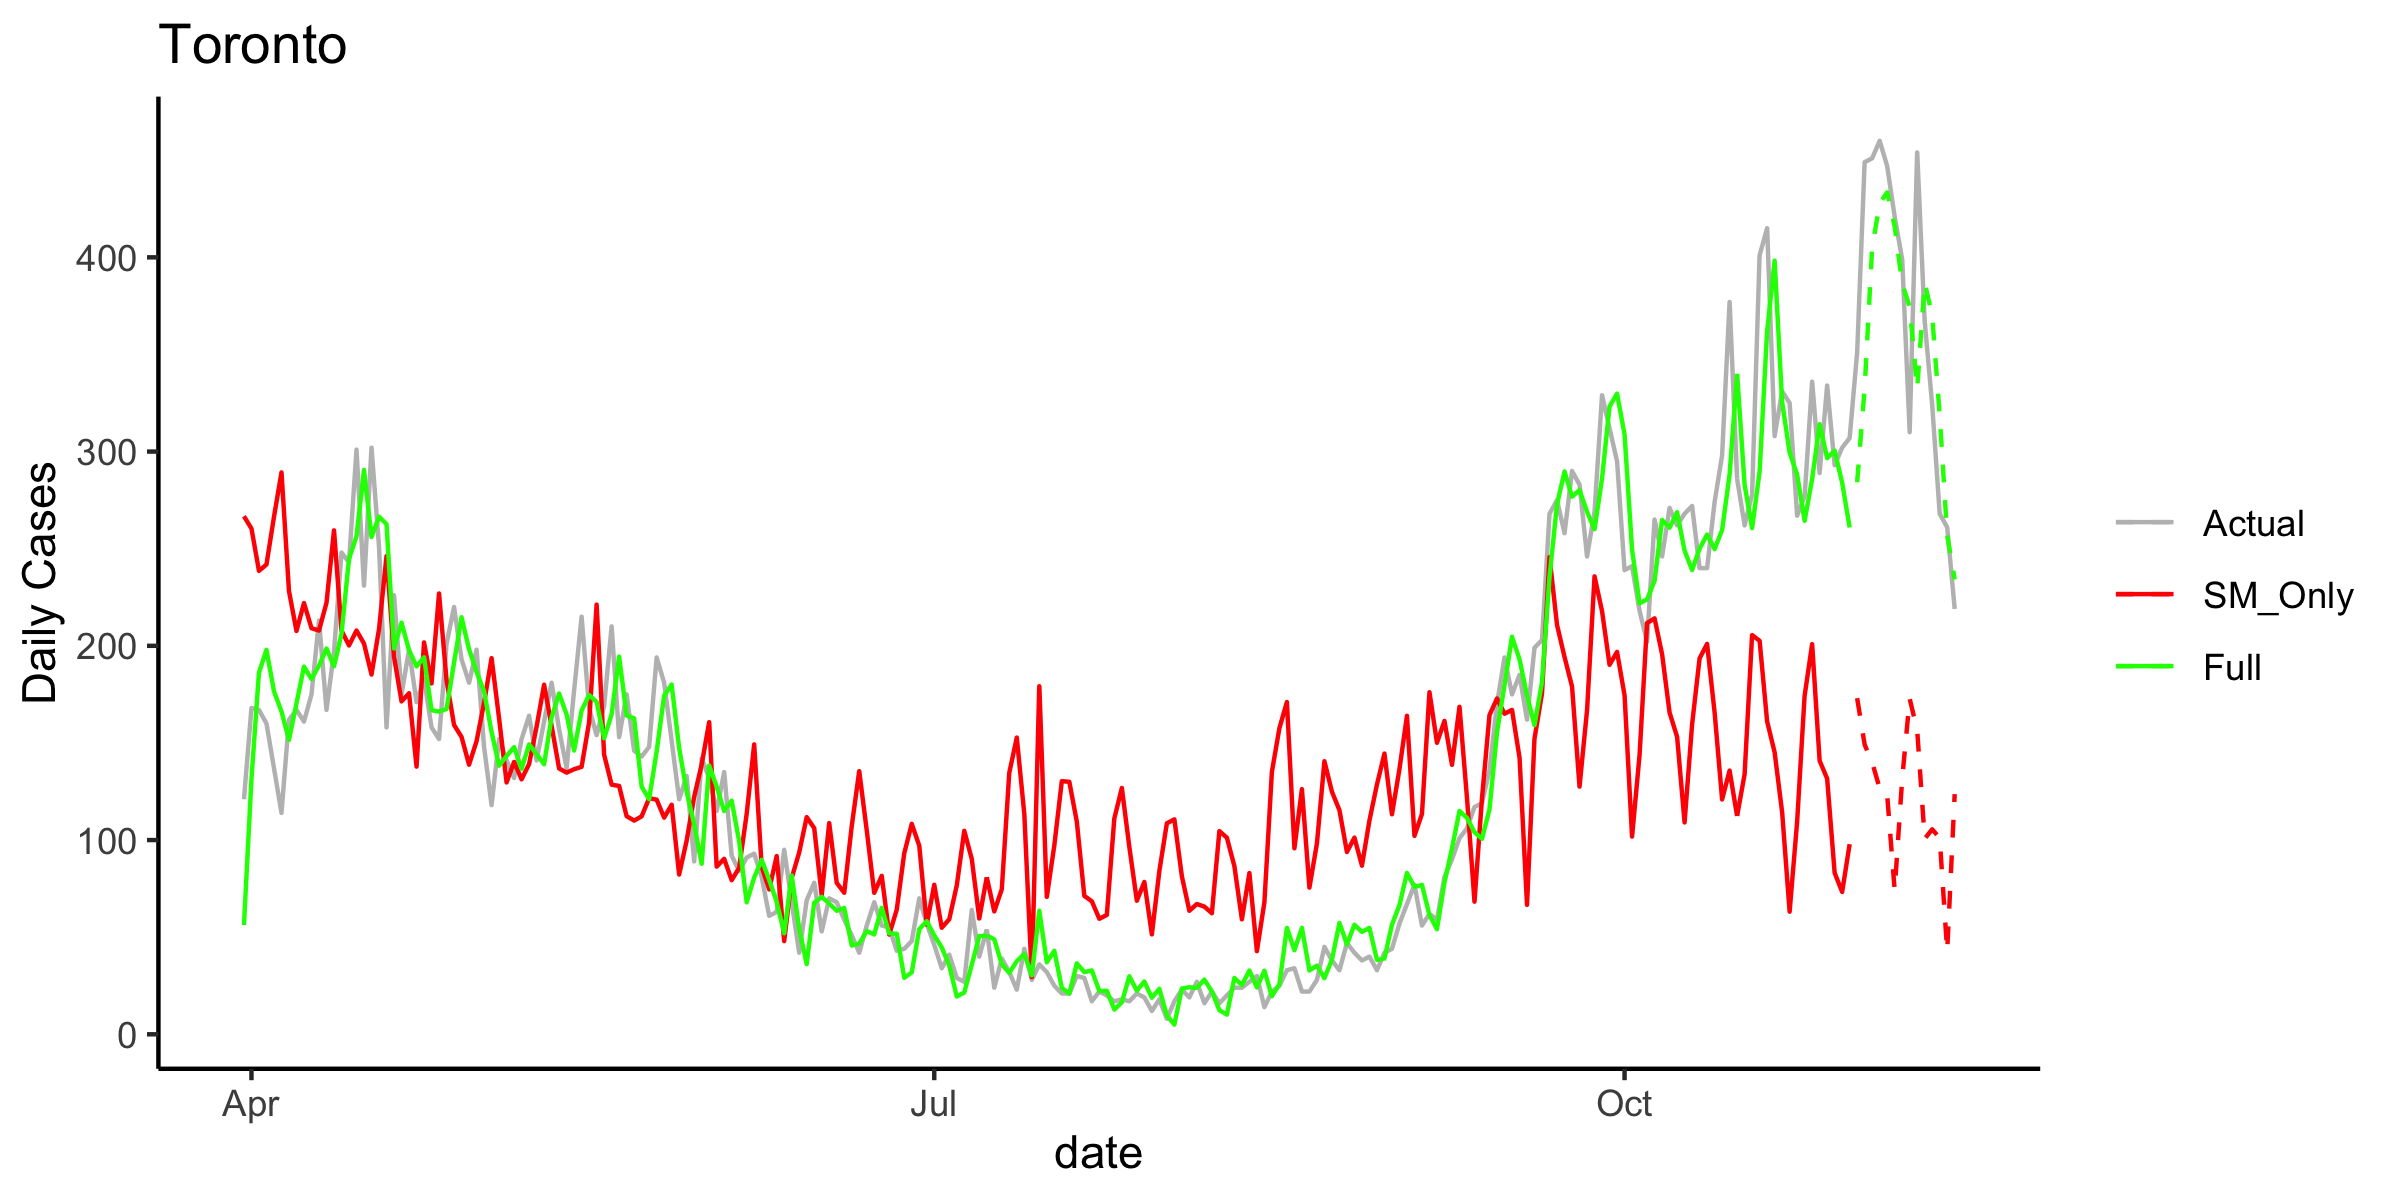 Toronto
Daily Cases
400
300
200
100
0
Apr
Jul
Oct
date
Actual
SM_Only
Full